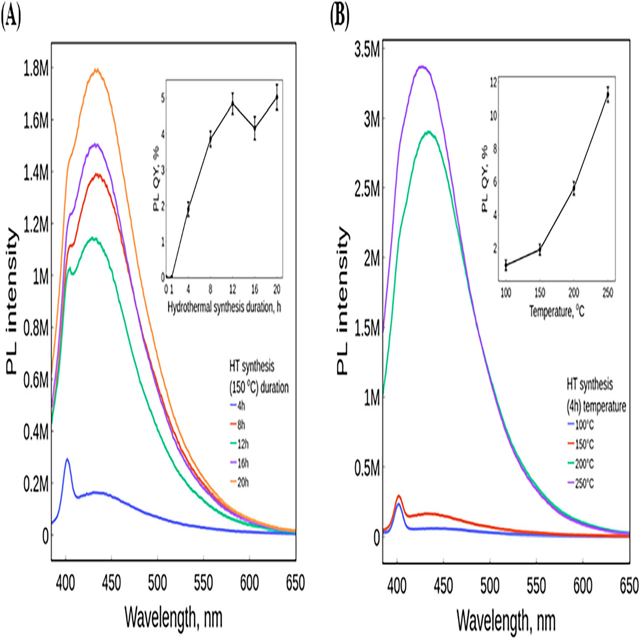 (A)
1.8M
1.6M
1.4M
1.2M
1M
0.8M
0.6M
0.4M
0.2M
0
PL intensity
400 450 500 550 600 650
Wavelength, nm
5
4
3
2
1
0
PL QY, %
0 1 4 8 12 16 20
Hydrothermal synthesis duration, h
HT synthesis
(150 °C) duration
4h
8h
12h
16h
20h
(B)
3.5M
3M
2.5M
2M
1.5M
1M
0.5M
0
PL intensity
400 450 500 550 600 650
Wavelength, nm
12
10
8
6
4
2
PL QY, %
100 150 200 250
Temperature, °C
HT synthesis
(4h) temperature
100°C
150°C
200°C
250°C